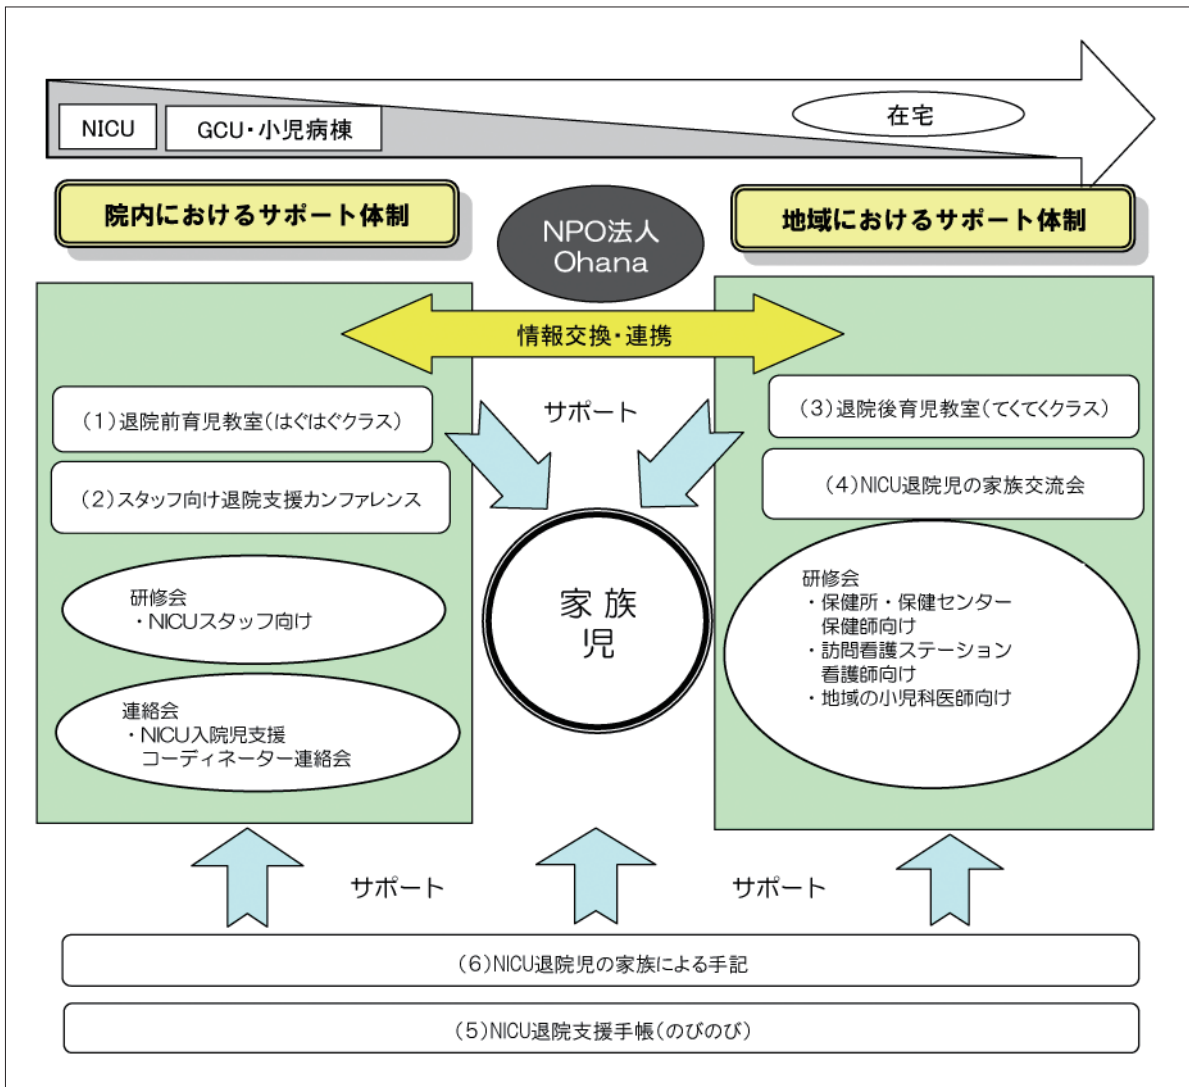 NICU
GCU・小児病棟
在宅
院内におけるサポート体制
NPO法人
Ohana
地域におけるサポート体制
情報交換・連携
サポート
(1)退院前育児教室(はぐはぐクラス)
(2)スタッフ向け退院支援カンファレンス
研修会
・NICUスタッフ向け
連絡会
・NICU入院児支援
コーディネーター連絡会
家 族
児
(3)退院後育児教室(てくてくクラス)
(4)NICU退院児の家族交流会
研修会
・保健所・保健センター
保健師向け
・訪問看護ステーション
看護師向け
・地域の小児科医師向け
サポート
サポート
(6)NICU退院児の家族による手記
(5)NICU退院支援手帳(のびのび)